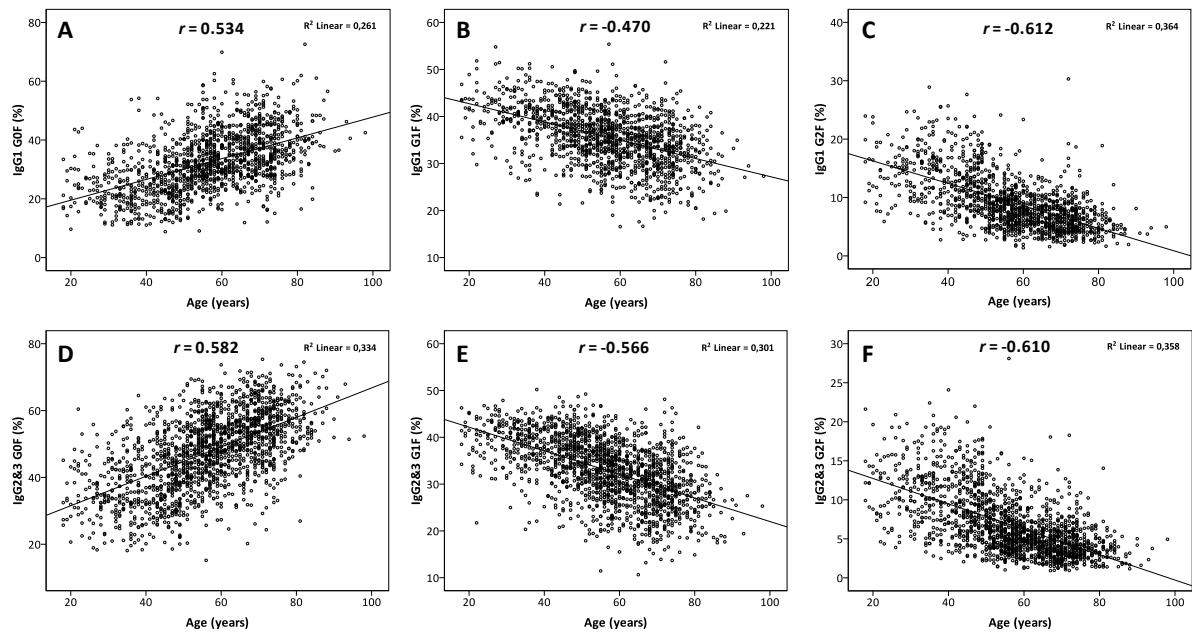 A
r = 0.534
R² Linear = 0,261
IgG1 G0F (%)
80
60
40
20
0
20 40 60 80 100
Age (years)
B
r = -0.470
R² Linear = 0,221
IgG1 G1F (%)
60
50
40
30
20
10
20 40 60 80 100
Age (years)
C
r = -0.612
R² Linear = 0,364
IgG1 G2F (%)
40
30
20
10
0
20 40 60 80 100
Age (years)
D
r = 0.582
R² Linear = 0,334
IgG2&3 G0F (%)
80
60
40
20
20 40 60 80 100
Age (years)
E
r = -0.566
R² Linear = 0,301
IgG2&3 G1F (%)
60
50
40
30
20
10
20 40 60 80 100
Age (years)
F
r = -0.610
R² Linear = 0,358
IgG2&3 G2F (%)
30
25
20
15
10
5
0
20 40 60 80 100
Age (years)